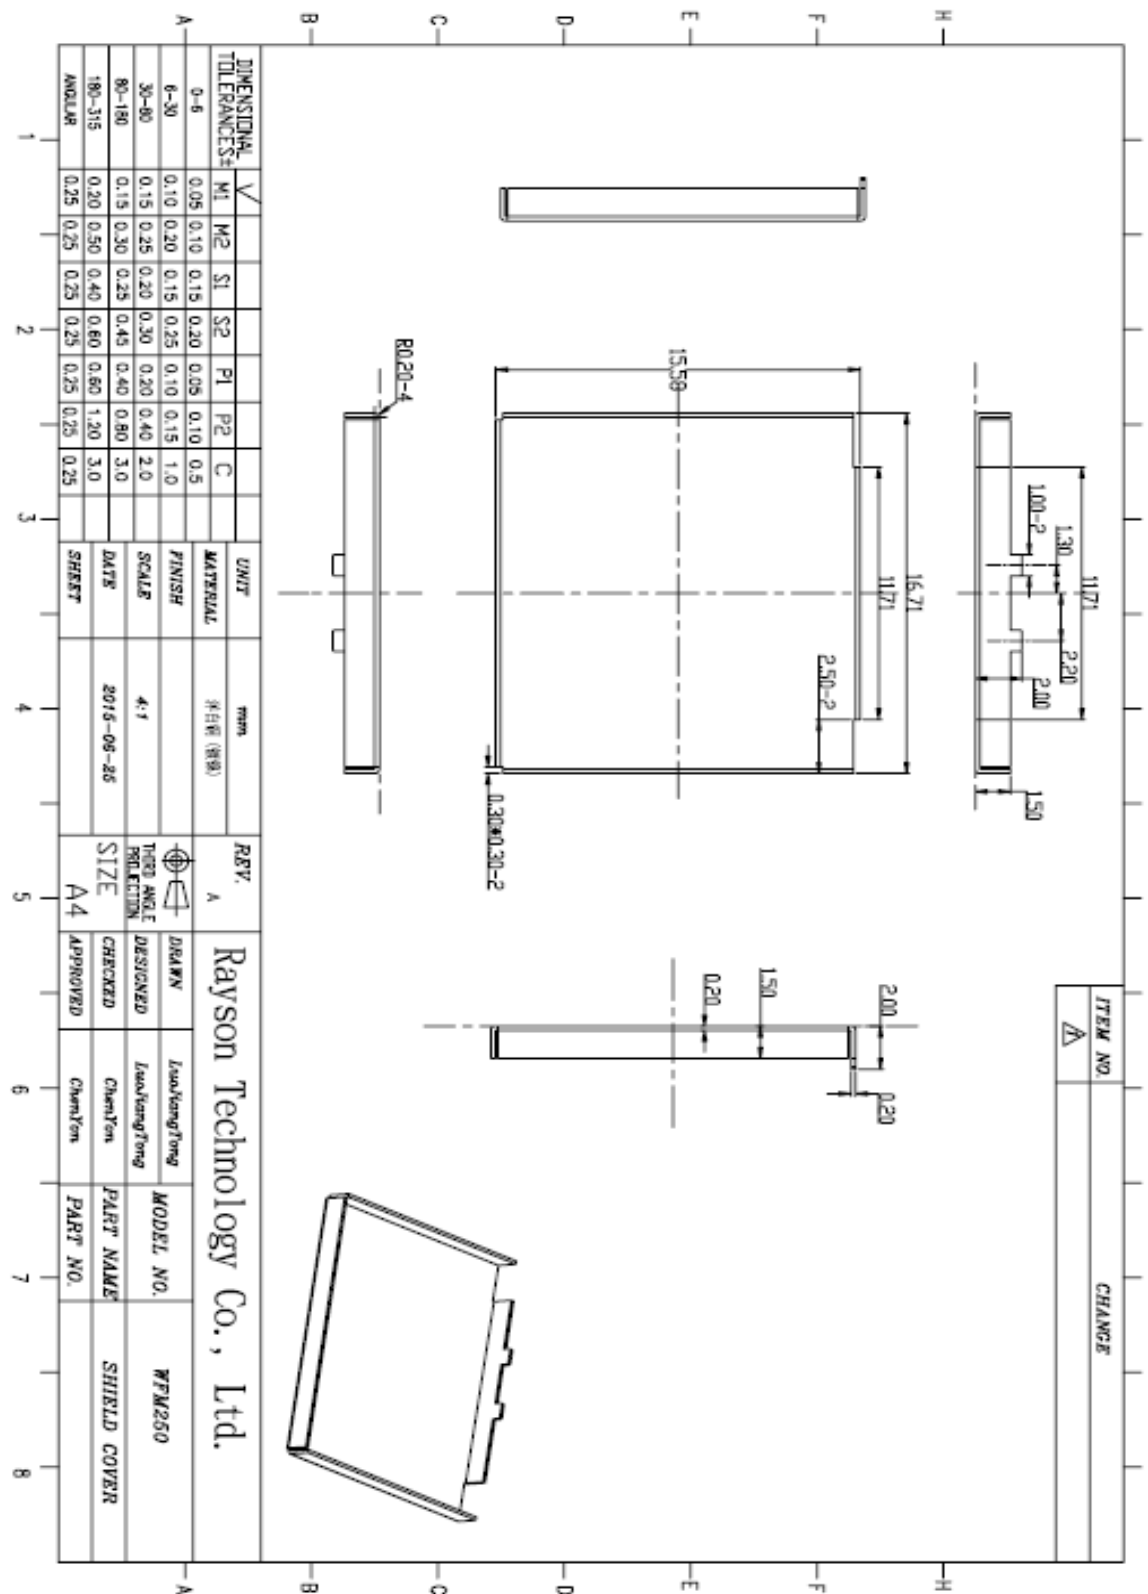 H
F
E
D
C
B
A
1
2
3
4
5
6
7
8
H
F
E
D
C
B
A
ITEM NO.
CHANGE
11.71
1.30
2.20
1.00-2
2.00
1.50
16.71
11.71
2.50-2
15.58
0.30*0.30-2
R0.20-4
2.00
1.50
0.20
0.20
DIMENSIONAL TOLERANCES±
M1 M2 S1 S2 P1 P2 C
0-6 0.05 0.10 0.15 0.20 0.05 0.10 0.5
6-30 0.10 0.20 0.15 0.25 0.10 0.15 1.0
30-80 0.15 0.25 0.20 0.30 0.20 0.40 2.0
80-180 0.15 0.30 0.25 0.45 0.40 0.80 3.0
180-315 0.20 0.50 0.40 0.60 0.60 1.20 3.0
ANGULAR 0.25 0.25 0.25 0.25 0.25 0.25 0.25
UNIT mm
MATERIAL
FINISH
SCALE 4:1
DATE
SHEET
REV. A
THIRD ANGLE
PROJECTION
SIZE A4
Rayson Technology Co., Ltd.
DRAWN
DESIGNED
CHECKED ChenYon
APPROVED ChenYon
MODEL NO. WFM250
PART NAME SHIELD COVER
PART NO.